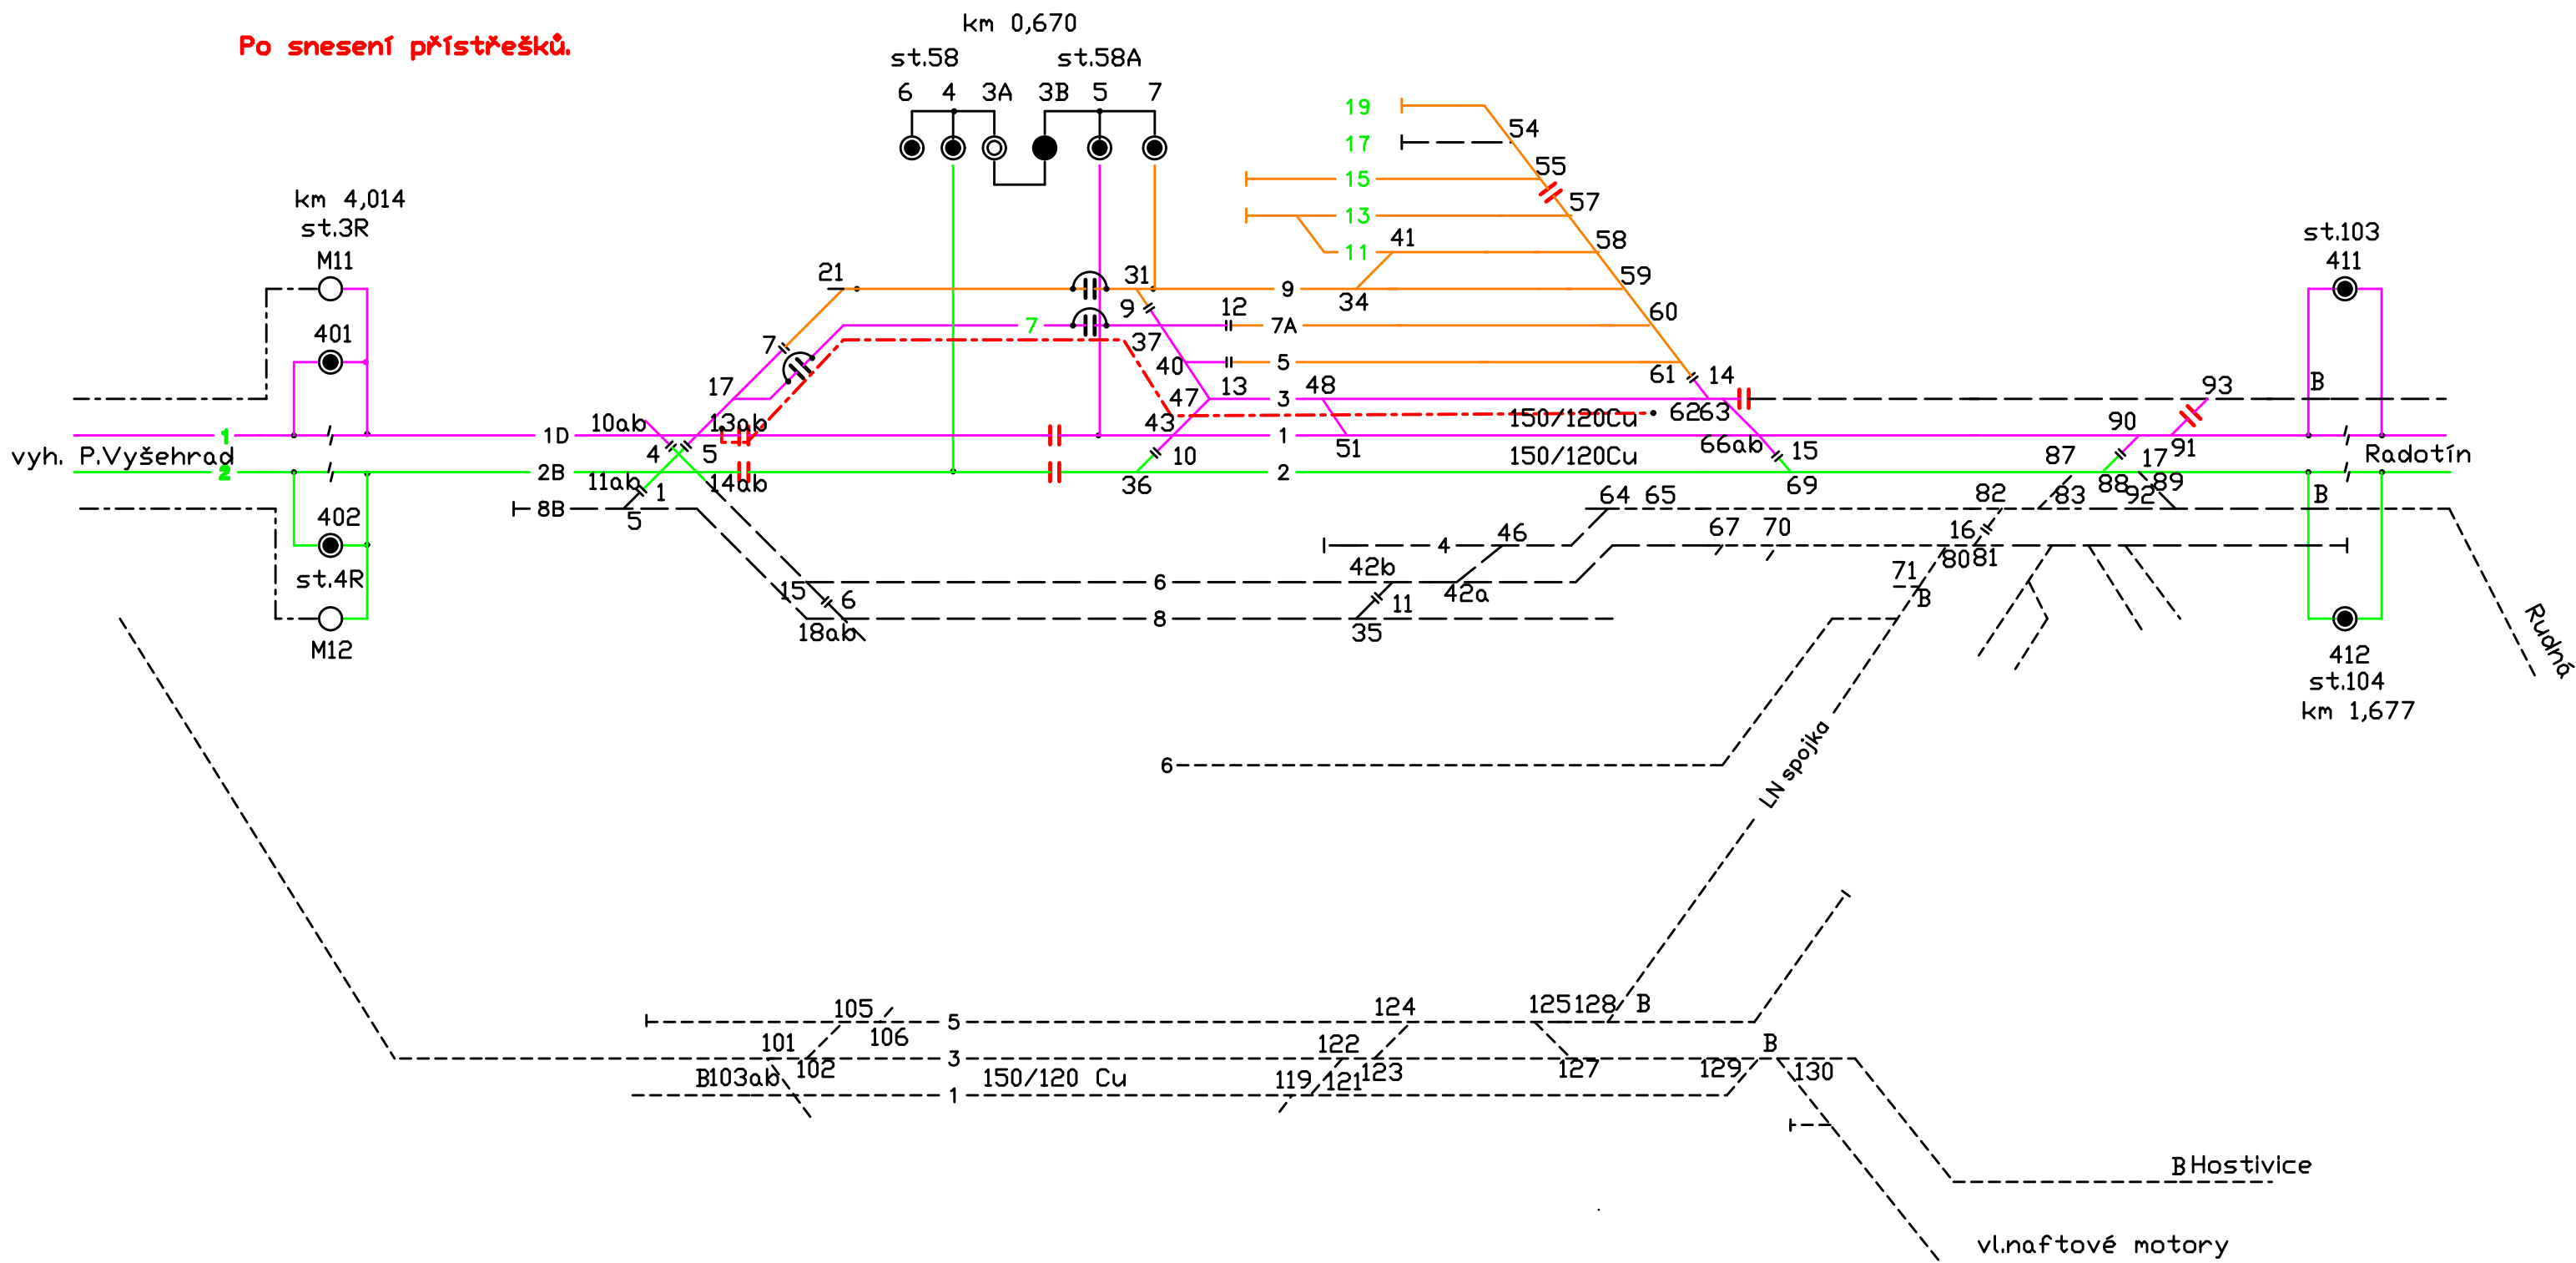 km 0,670
Po snesení přístřešků.
st.58 st.58A
6 4 3A 3B 5 7
19
54
17
55
15
57
km 4,014
13
st.3R
st.103
41 58
11
M11
411
21 31 59
9
9 34
12 60
401
7 7A
7 37
5
40 61 14
17 13 48 93
B
3
47
10ab 13ab 43 150/120Cu 6263 90
1 1D 1
vyh. P.Vyšehrad 4 5 10 51 150/120Cu 66ab 15 87 17 91 Radotín
2 2B 2
11ab 1 14ab 36 69 88 89
64 65 82 83 92 B
8B
402 5
46 67 70 16
4
80 81
st.4R
42b 71
15 6
6 42a 11 B
8
18ab 35
M12
412
st.104
km 1,677
Rudná
LN spojka
6
105 124 125 128 B
5
106
101 122 B
3
102 123 127 129 130
B 103ab 150/120 Cu 119 121
1
B Hostivice
vl.naftové motory